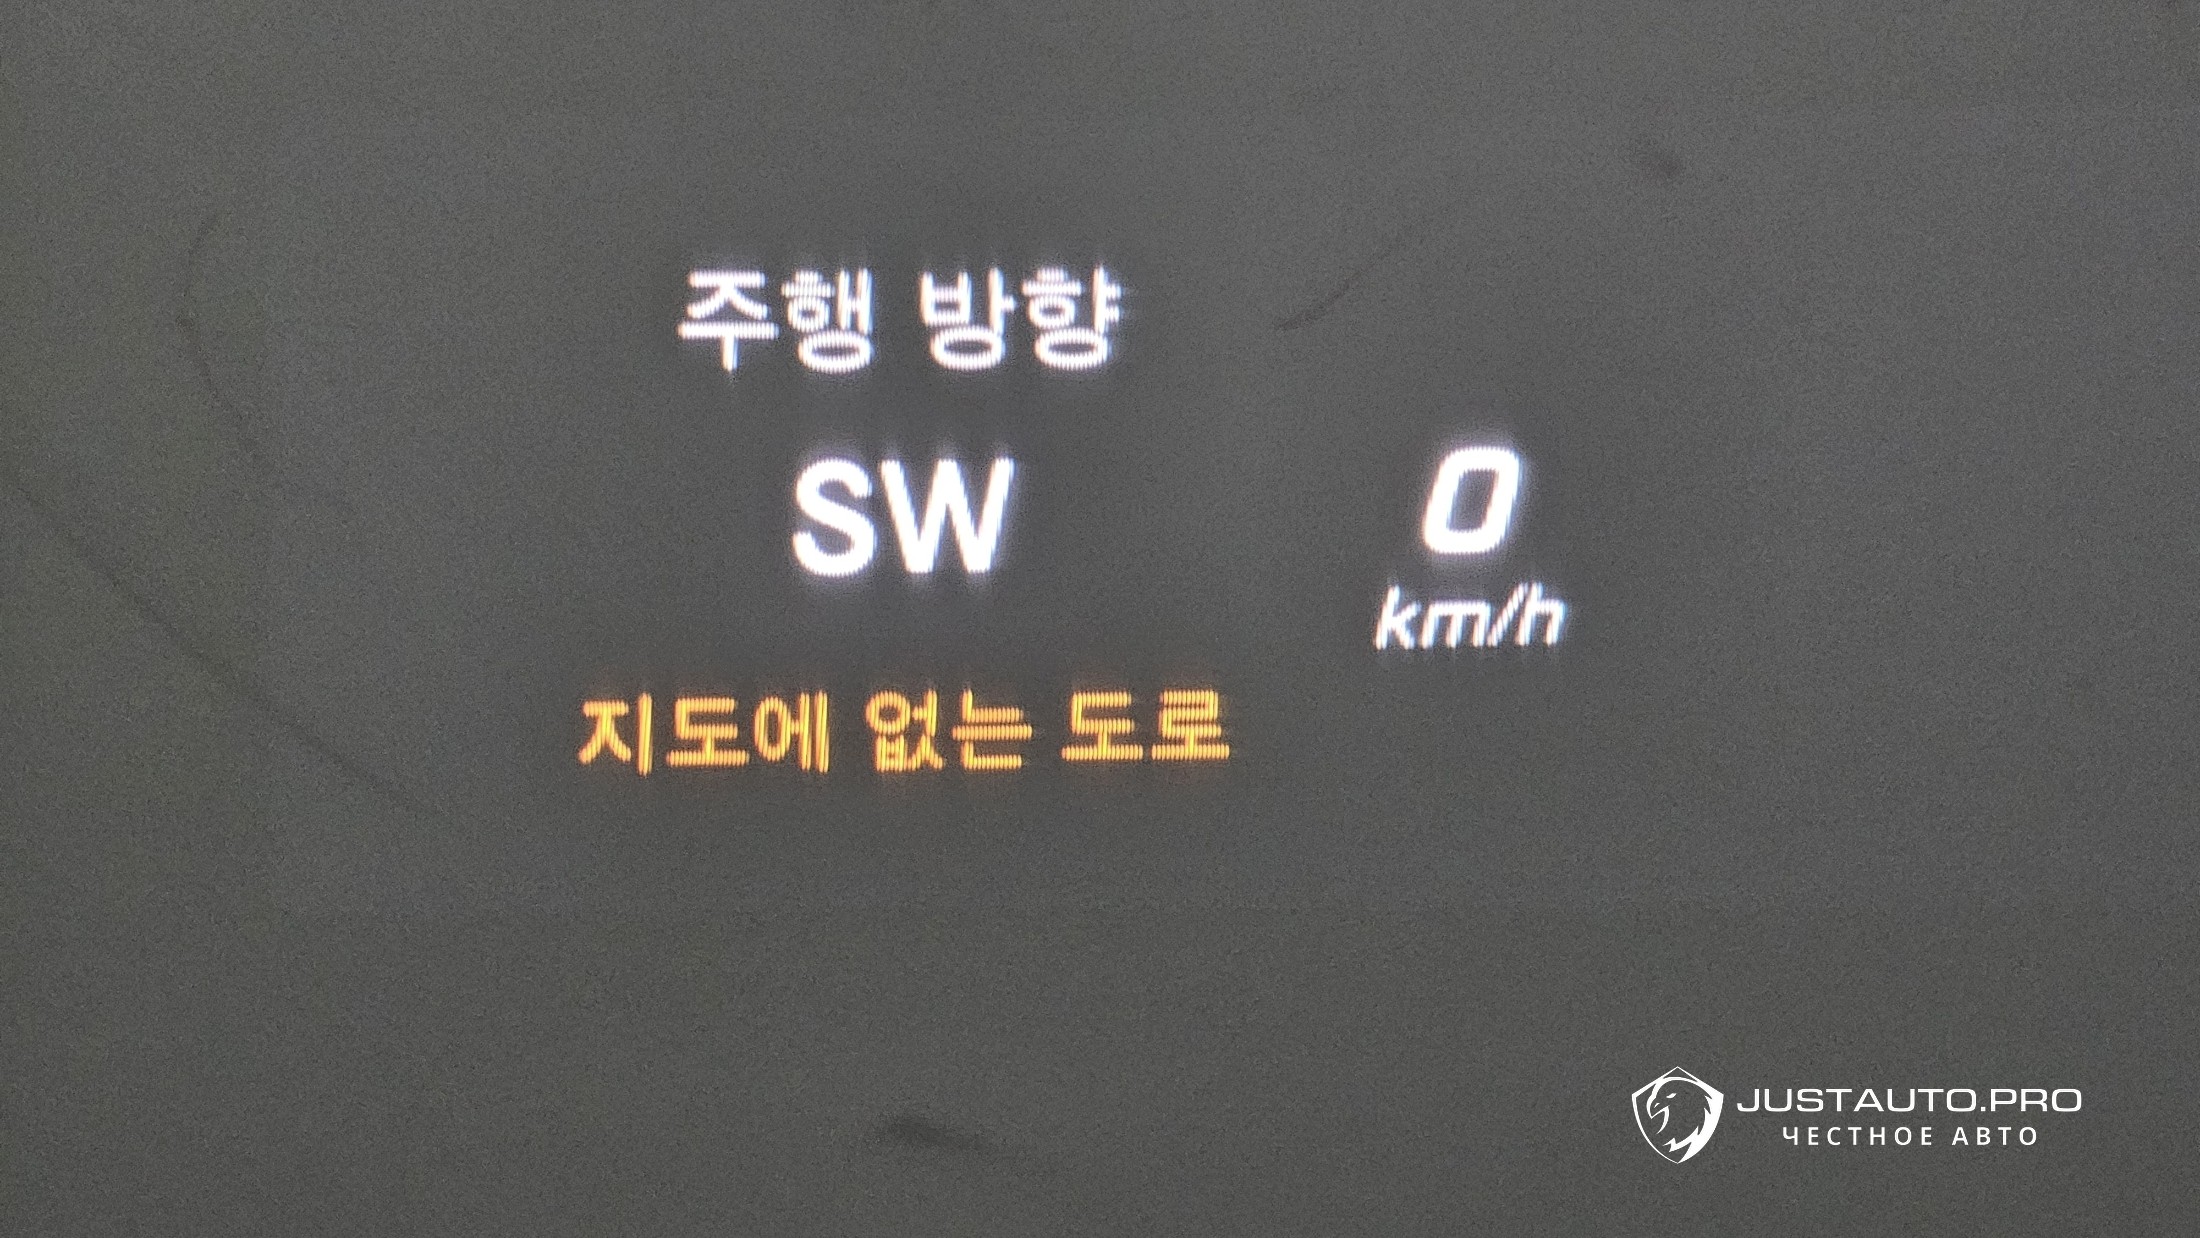 주행 방향
SW
0
km/h
지도에 없는 도로
JUSTAUTO.PRO
ЧЕСТНОЕ АВТО